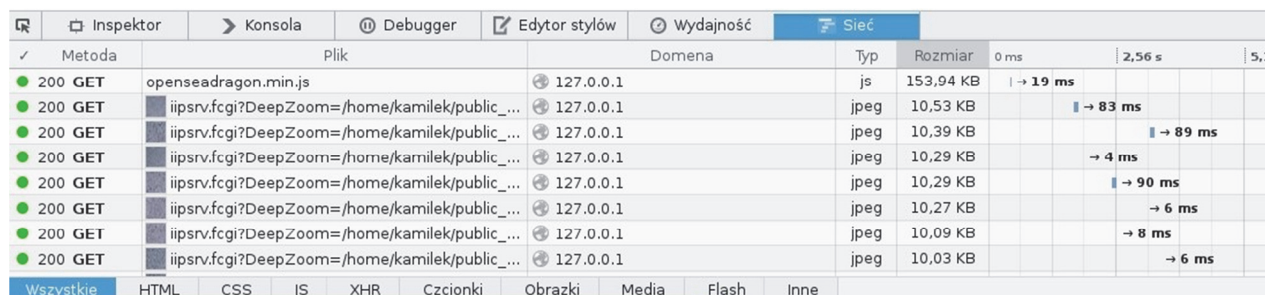 Inspektor Konsola Debugger Edytor stylów Wydajność Sieć
✓ Metoda Plik Domena Typ Rozmiar 0 ms 2,56 s 5,
200 GET openseadragon.min.js 127.0.0.1 js 153,94 KB → 19 ms
200 GET iipsrv.fcgi?DeepZoom=/home/kamilek/public_... 127.0.0.1 jpeg 10,53 KB → 83 ms
200 GET iipsrv.fcgi?DeepZoom=/home/kamilek/public_... 127.0.0.1 jpeg 10,39 KB → 89 ms
200 GET iipsrv.fcgi?DeepZoom=/home/kamilek/public_... 127.0.0.1 jpeg 10,29 KB → 4 ms
200 GET iipsrv.fcgi?DeepZoom=/home/kamilek/public_... 127.0.0.1 jpeg 10,29 KB → 90 ms
200 GET iipsrv.fcgi?DeepZoom=/home/kamilek/public_... 127.0.0.1 jpeg 10,27 KB → 6 ms
200 GET iipsrv.fcgi?DeepZoom=/home/kamilek/public_... 127.0.0.1 jpeg 10,09 KB → 8 ms
200 GET iipsrv.fcgi?DeepZoom=/home/kamilek/public_... 127.0.0.1 jpeg 10,03 KB → 6 ms
Wszystkie HTML CSS JS XHR Czcionki Obrazki Media Flash Inne